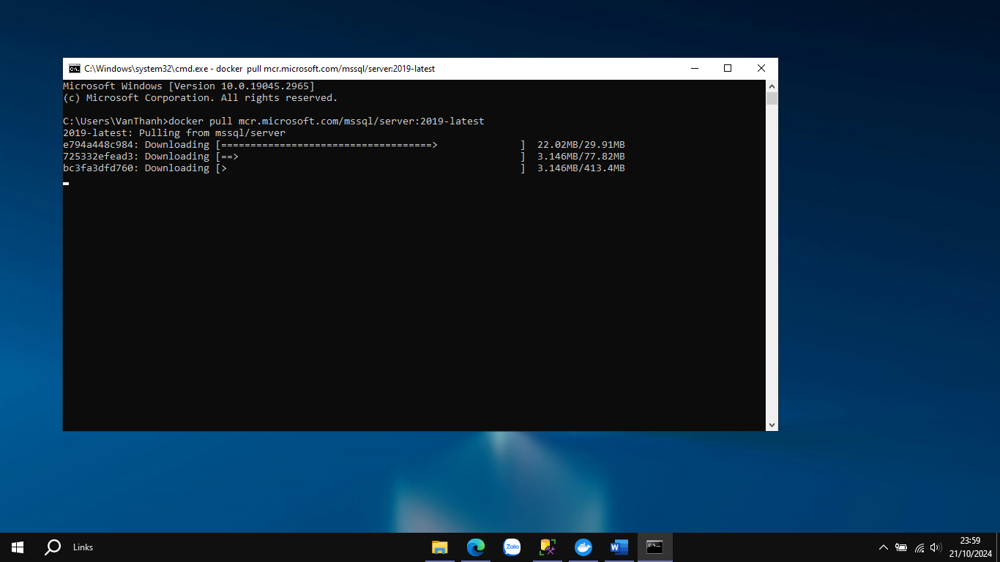 C:\Windows\system32\cmd.exe - docker  pull mcr.microsoft.com/mssql/server:2019-latest
Microsoft Windows [Version 10.0.19045.2965]
(c) Microsoft Corporation. All rights reserved.
C:\Users\VanThanh>docker pull mcr.microsoft.com/mssql/server:2019-latest
2019-latest: Pulling from mssql/server
e794a448c984: Downloading [====================================>              ]  22.02MB/29.91MB
725332efead3: Downloading [==>                                                ]  3.146MB/77.82MB
bc3fa3dfd760: Downloading [>                                                  ]  3.146MB/413.4MB
Links
Zalo
23:59
21/10/2024